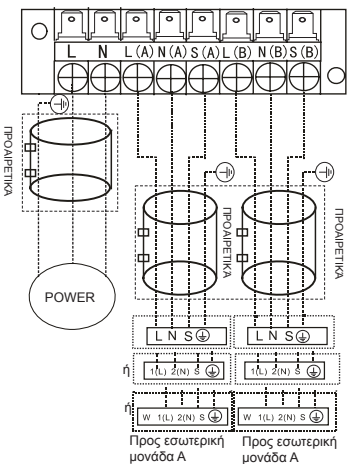 L N L(A) N(A) S(A) L(B) N(B) S(B)
ΠΡΟΑΙΡΕΤΙΚΑ
ΠΡΟΑΙΡΕΤΙΚΑ
ΠΡΟΑΙΡΕΤΙΚΑ
POWER
L N S L N S
ή 1(L) 2(N) S 1(L) 2(N) S
ή W 1(L) 2(N) S W 1(L) 2(N) S
Προς εσωτερική Προς εσωτερική
μονάδα A μονάδα A